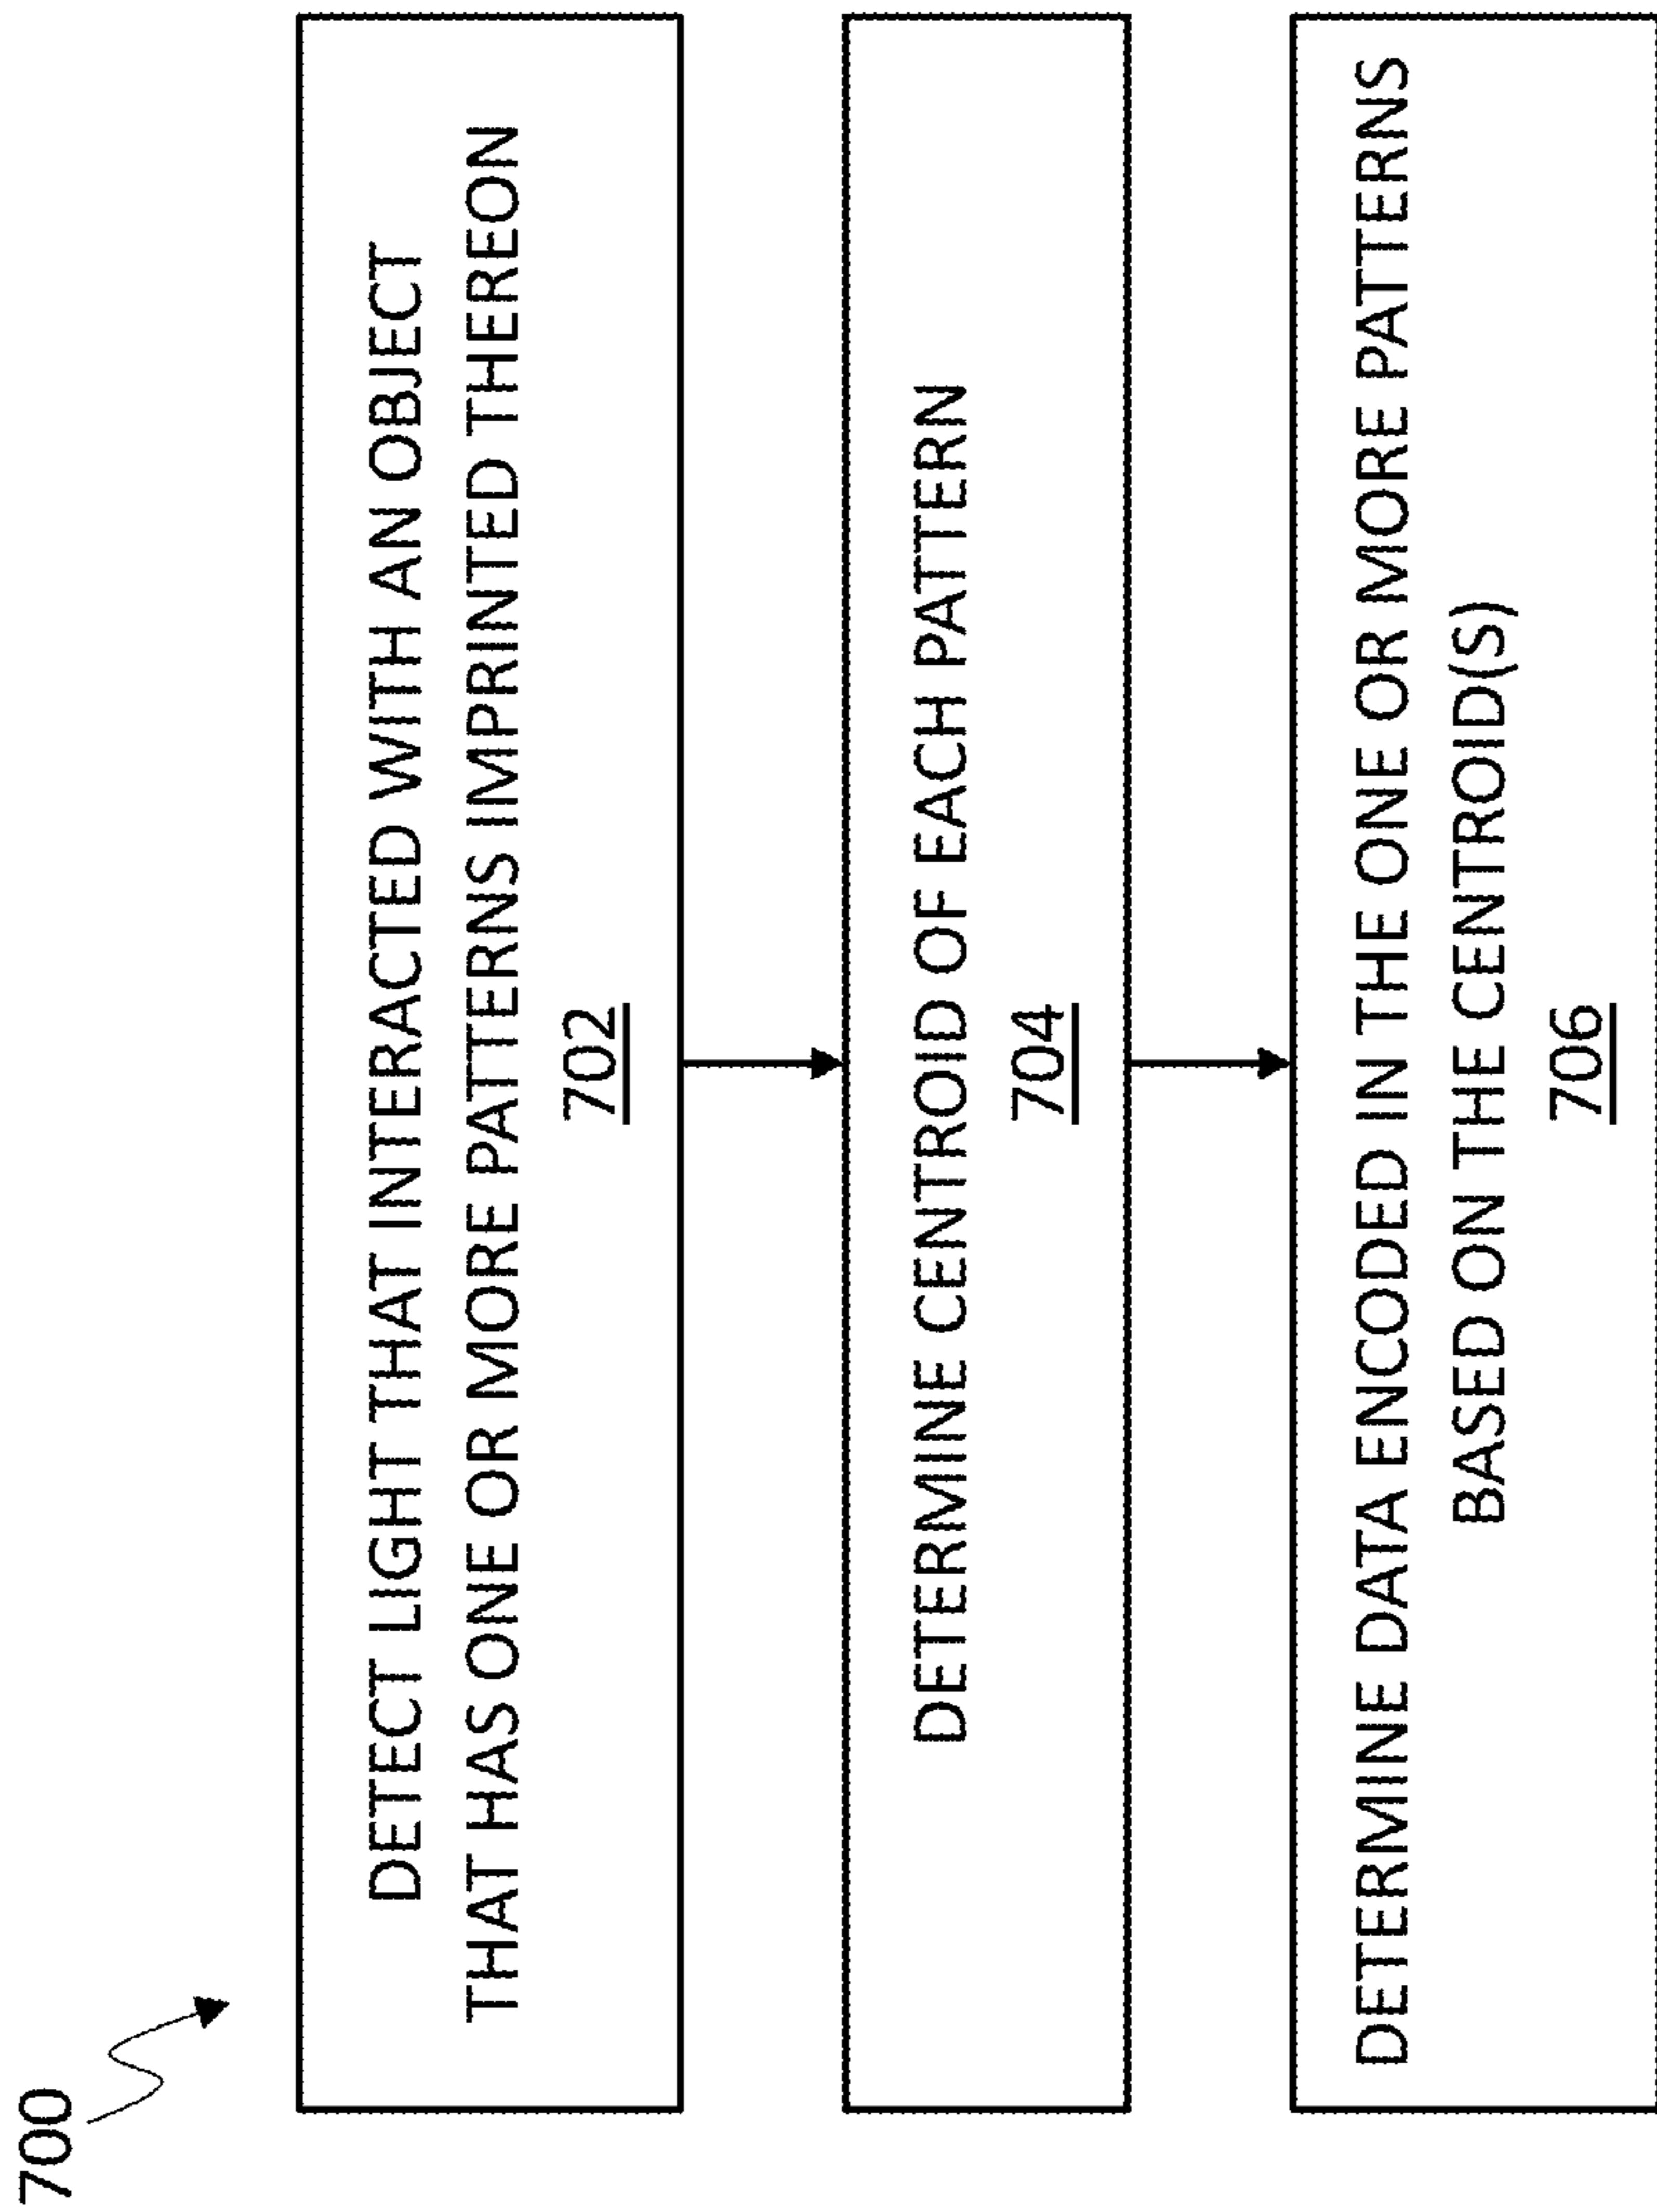 700
DETECT LIGHT THAT INTERACTED WITH AN OBJECT
THAT HAS ONE OR MORE PATTERNS IMPRINTED THEREON
702
DETERMINE CENTROID OF EACH PATTERN
704
DETERMINE DATA ENCODED IN THE ONE OR MORE PATTERNS
BASED ON THE CENTROID(S)
706